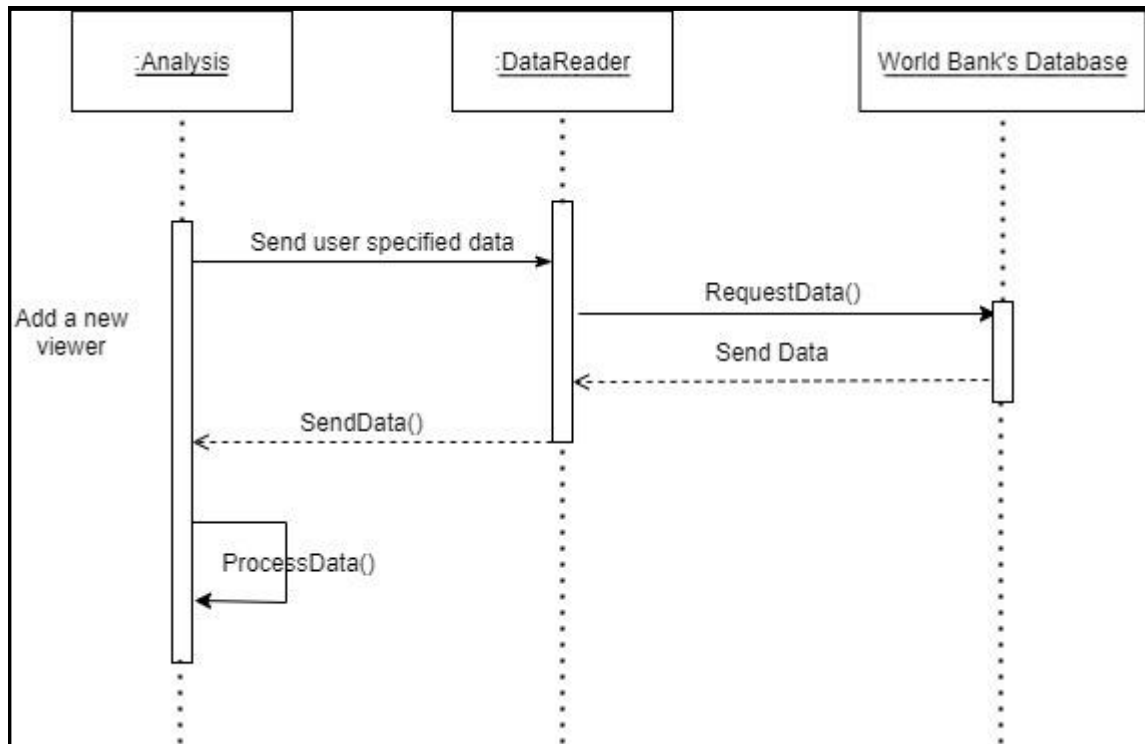 :Analysis
:DataReader
World Bank's Database
Send user specified data
RequestData()
Add a new
viewer
Send Data
SendData()
ProcessData()